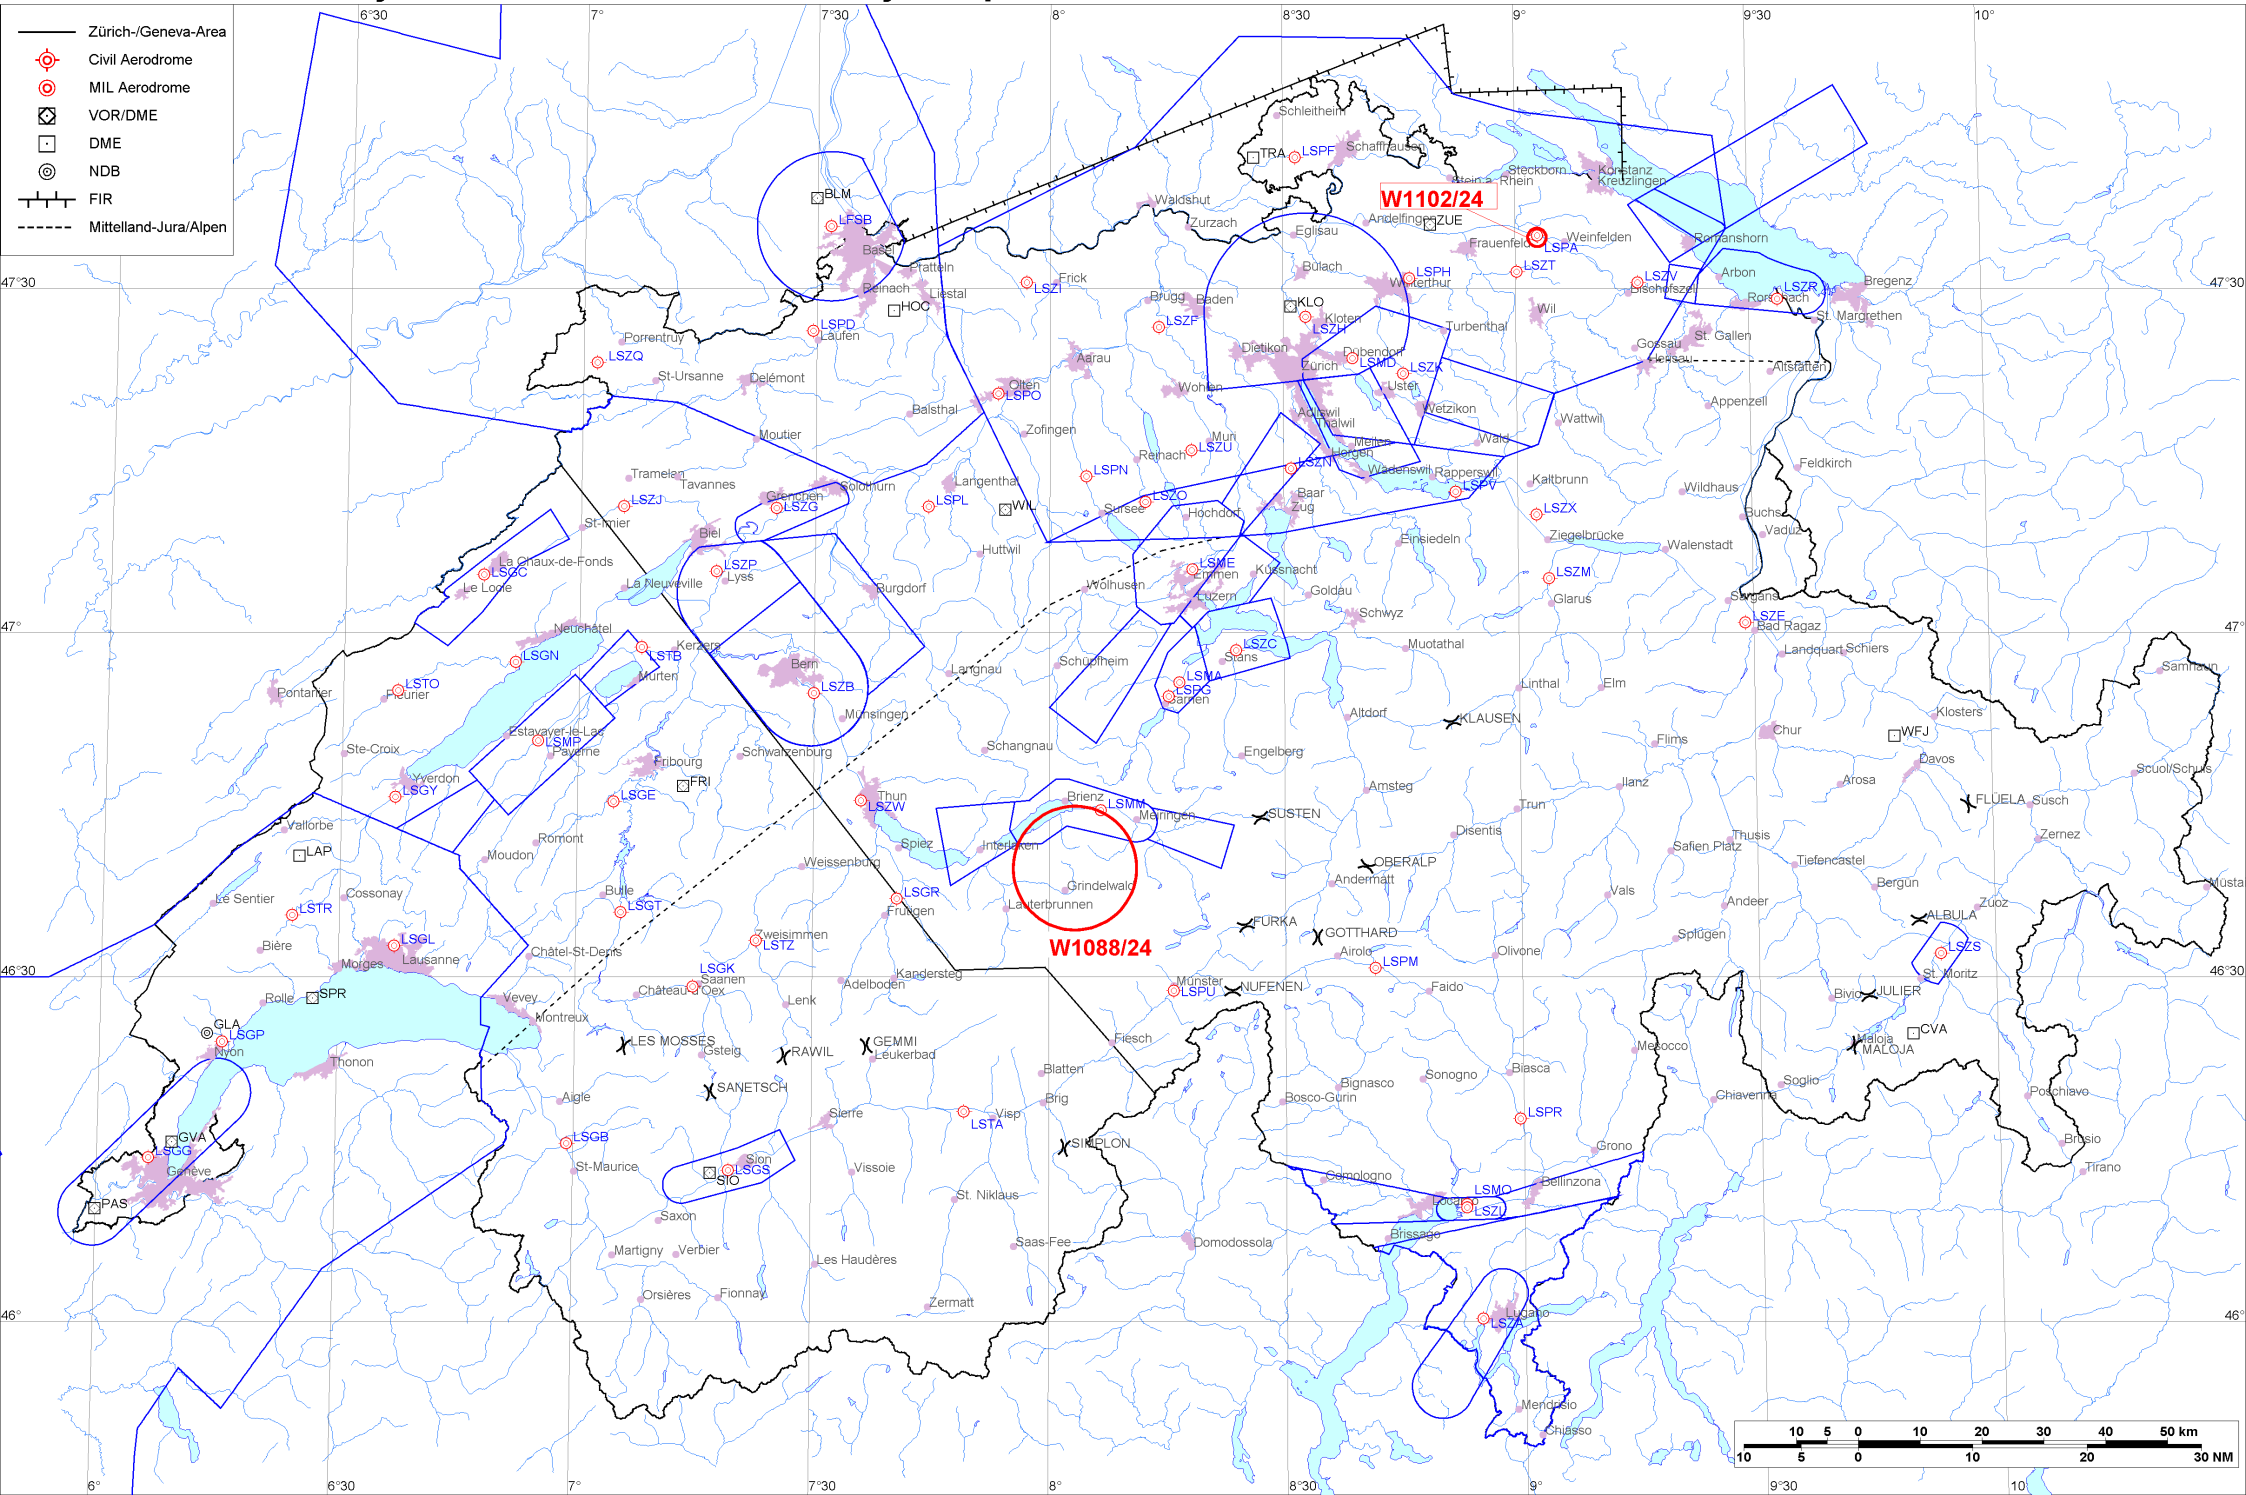 6°30
7°
7°30
8°
8°30
9°
9°30
10°
Zürich-/Geneva-Area
Civil Aerodrome
MIL Aerodrome
VOR/DME
DME
NDB
FIR
Mittelland-Jura/Alpen
Schleitheim
TRA
LSPF
Schaffhausen
Steckborn
Konstanz
Kreuzlingen
Stein a. Rhein
BLM
LFSB
Basel
Waldshut
Zurzach
Eglisau
W1102/24
Andelfingen
ZUE
Frauenfeld
Weinfelden
LSPA
Romanshorn
Pratteln
Reinach
Liestal
HOC
Frick
LSZI
Bülach
LSPH
Winterthur
LSZT
LSZV
Bischofszell
Arbon
LSZR
Rorschach
Bregenz
47°30
47°30
Brugg
Baden
KLO
Kloten
LSZH
LSZF
Wil
St. Margrethen
LSPD
Laufen
Porrentruy
LSZQ
Turbenthal
St. Gallen
Gossau
Herisau
Altstätten
Aarau
Dietikon
Dübendorf
LSMD
Zürich
LSZK
Uster
St-Ursanne
Delémont
Olten
LSPO
Wohlen
Balsthal
Wetzikon
Appenzell
Adliswil
Thalwil
Wattwil
Moutier
Zofingen
Muri
LSZU
Meilen
Wald
Horgen
Reinach
Tramelan
Tavannes
LSPN
LSZN
Wädenswil
Rapperswil
LSPV
Kaltbrunn
Feldkirch
Wildhaus
Langenthal
Solothurn
Grenchen
LSZG
LSZJ
LSPL
WIL
LSZO
Sursee
Hochdorf
Baar
Zug
LSZX
Buchs
Vaduz
St-Imier
Biel
Huttwil
Einsiedeln
Ziegelbrücke
Walenstadt
La Chaux-de-Fonds
LSGC
Le Locle
La Neuveville
LSZP
Lyss
Burgdorf
Wolhusen
LSME
Emmen
Küssnacht
Luzern
Goldau
Schwyz
LSZM
Glarus
Sargans
LSZE
Bad Ragaz
47°
47°
Neuchâtel
LSGN
LSTB
Kerzers
Murten
Bern
LSZB
Langnau
Schüpfheim
LSZC
Stans
LSMA
LSPG
Sarnen
Muotathal
Landquart
Schiers
Samnaun
Pontarlier
LSTO
Fleurier
Münsingen
Linthal
Elm
Altdorf
KLAUSEN
Klosters
Chur
WFJ
Davos
Ste-Croix
Estavayer-le-Lac
LSMP
Payerne
Schwarzenburg
Schangnau
Engelberg
Flims
Scuol/Schuls
Yverdon
LSGY
Fribourg
FRI
LSGE
Thun
LSZW
Brienz
LSMM
Meiringen
SUSTEN
Amsteg
Trun
Ilanz
Arosa
FLÜELA
Susch
Vallorbe
LAP
Romont
Moudon
Spiez
Interlaken
Weissenburg
Disentis
OBERALP
Andermatt
Safien Platz
Thusis
Tiefencastel
Zernez
Le Sentier
Cossonay
LSTR
Bulle
LSGT
LSGR
Frutigen
Grindelwald
Lauterbrunnen
W1088/24
FURKA
GOTTHARD
Vals
Andeer
Bergün
Zuoz
ALBULA
Bière
LSGL
Lausanne
Morges
Châtel-St-Denis
Zweisimmen
LSTZ
Airolo
LSPM
Olivone
Splügen
LSZS
St. Moritz
46°30
46°30
Rolle
SPR
Vevey
Montreux
LSGK
Saanen
Château-d'Oex
Lenk
Adelboden
Kandersteg
Münster
LSPU
NUFENEN
Faido
Bivio
JULIER
GLA
LSGP
Nyon
Thonon
LES MOSSES
Gsteig
RAWIL
GEMMI
Leukerbad
Fiesch
Mesocco
CVA
Maloja
MALOJA
Blatten
SANETSCH
Aigle
Brig
Bignasco
Sonogno
Biasca
Bosco-Gurin
Soglio
Chiavenna
Poschiavo
Sierre
LSTA
Visp
SIMPLON
LSPR
GVA
LSGG
Genève
LSGB
St-Maurice
Sion
LSGS
SIO
Vissoie
Grono
Brusio
Tirano
PAS
St. Niklaus
Comologno
LSMO
Bellinzona
Locarno
LSZL
Saxon
Martigny
Verbier
Les Haudères
Saas-Fee
Domodossola
Brissago
Orsières
Fionnay
Zermatt
46°
46°
Lugano
LSZA
Mendrisio
Chiasso
10 5 0 10 20 30 40 50 km
10 5 0 10 20 30 NM
6°
6°30
7°
7°30
8°
8°30
9°
9°30
10°